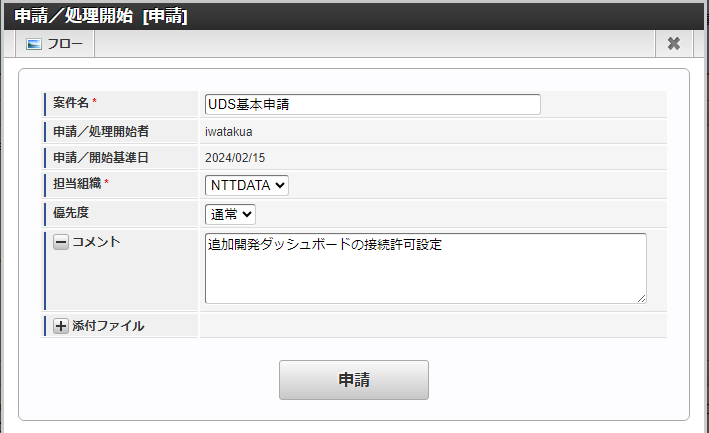 申請／処理開始 [申請]
フロー
案件名 *
UDS基本申請
申請／処理開始者
iwatakua
申請／開始基準日
2024/02/15
担当組織 *
NTTDATA
優先度
通常
コメント
追加開発ダッシュボードの接続許可設定
添付ファイル
申請